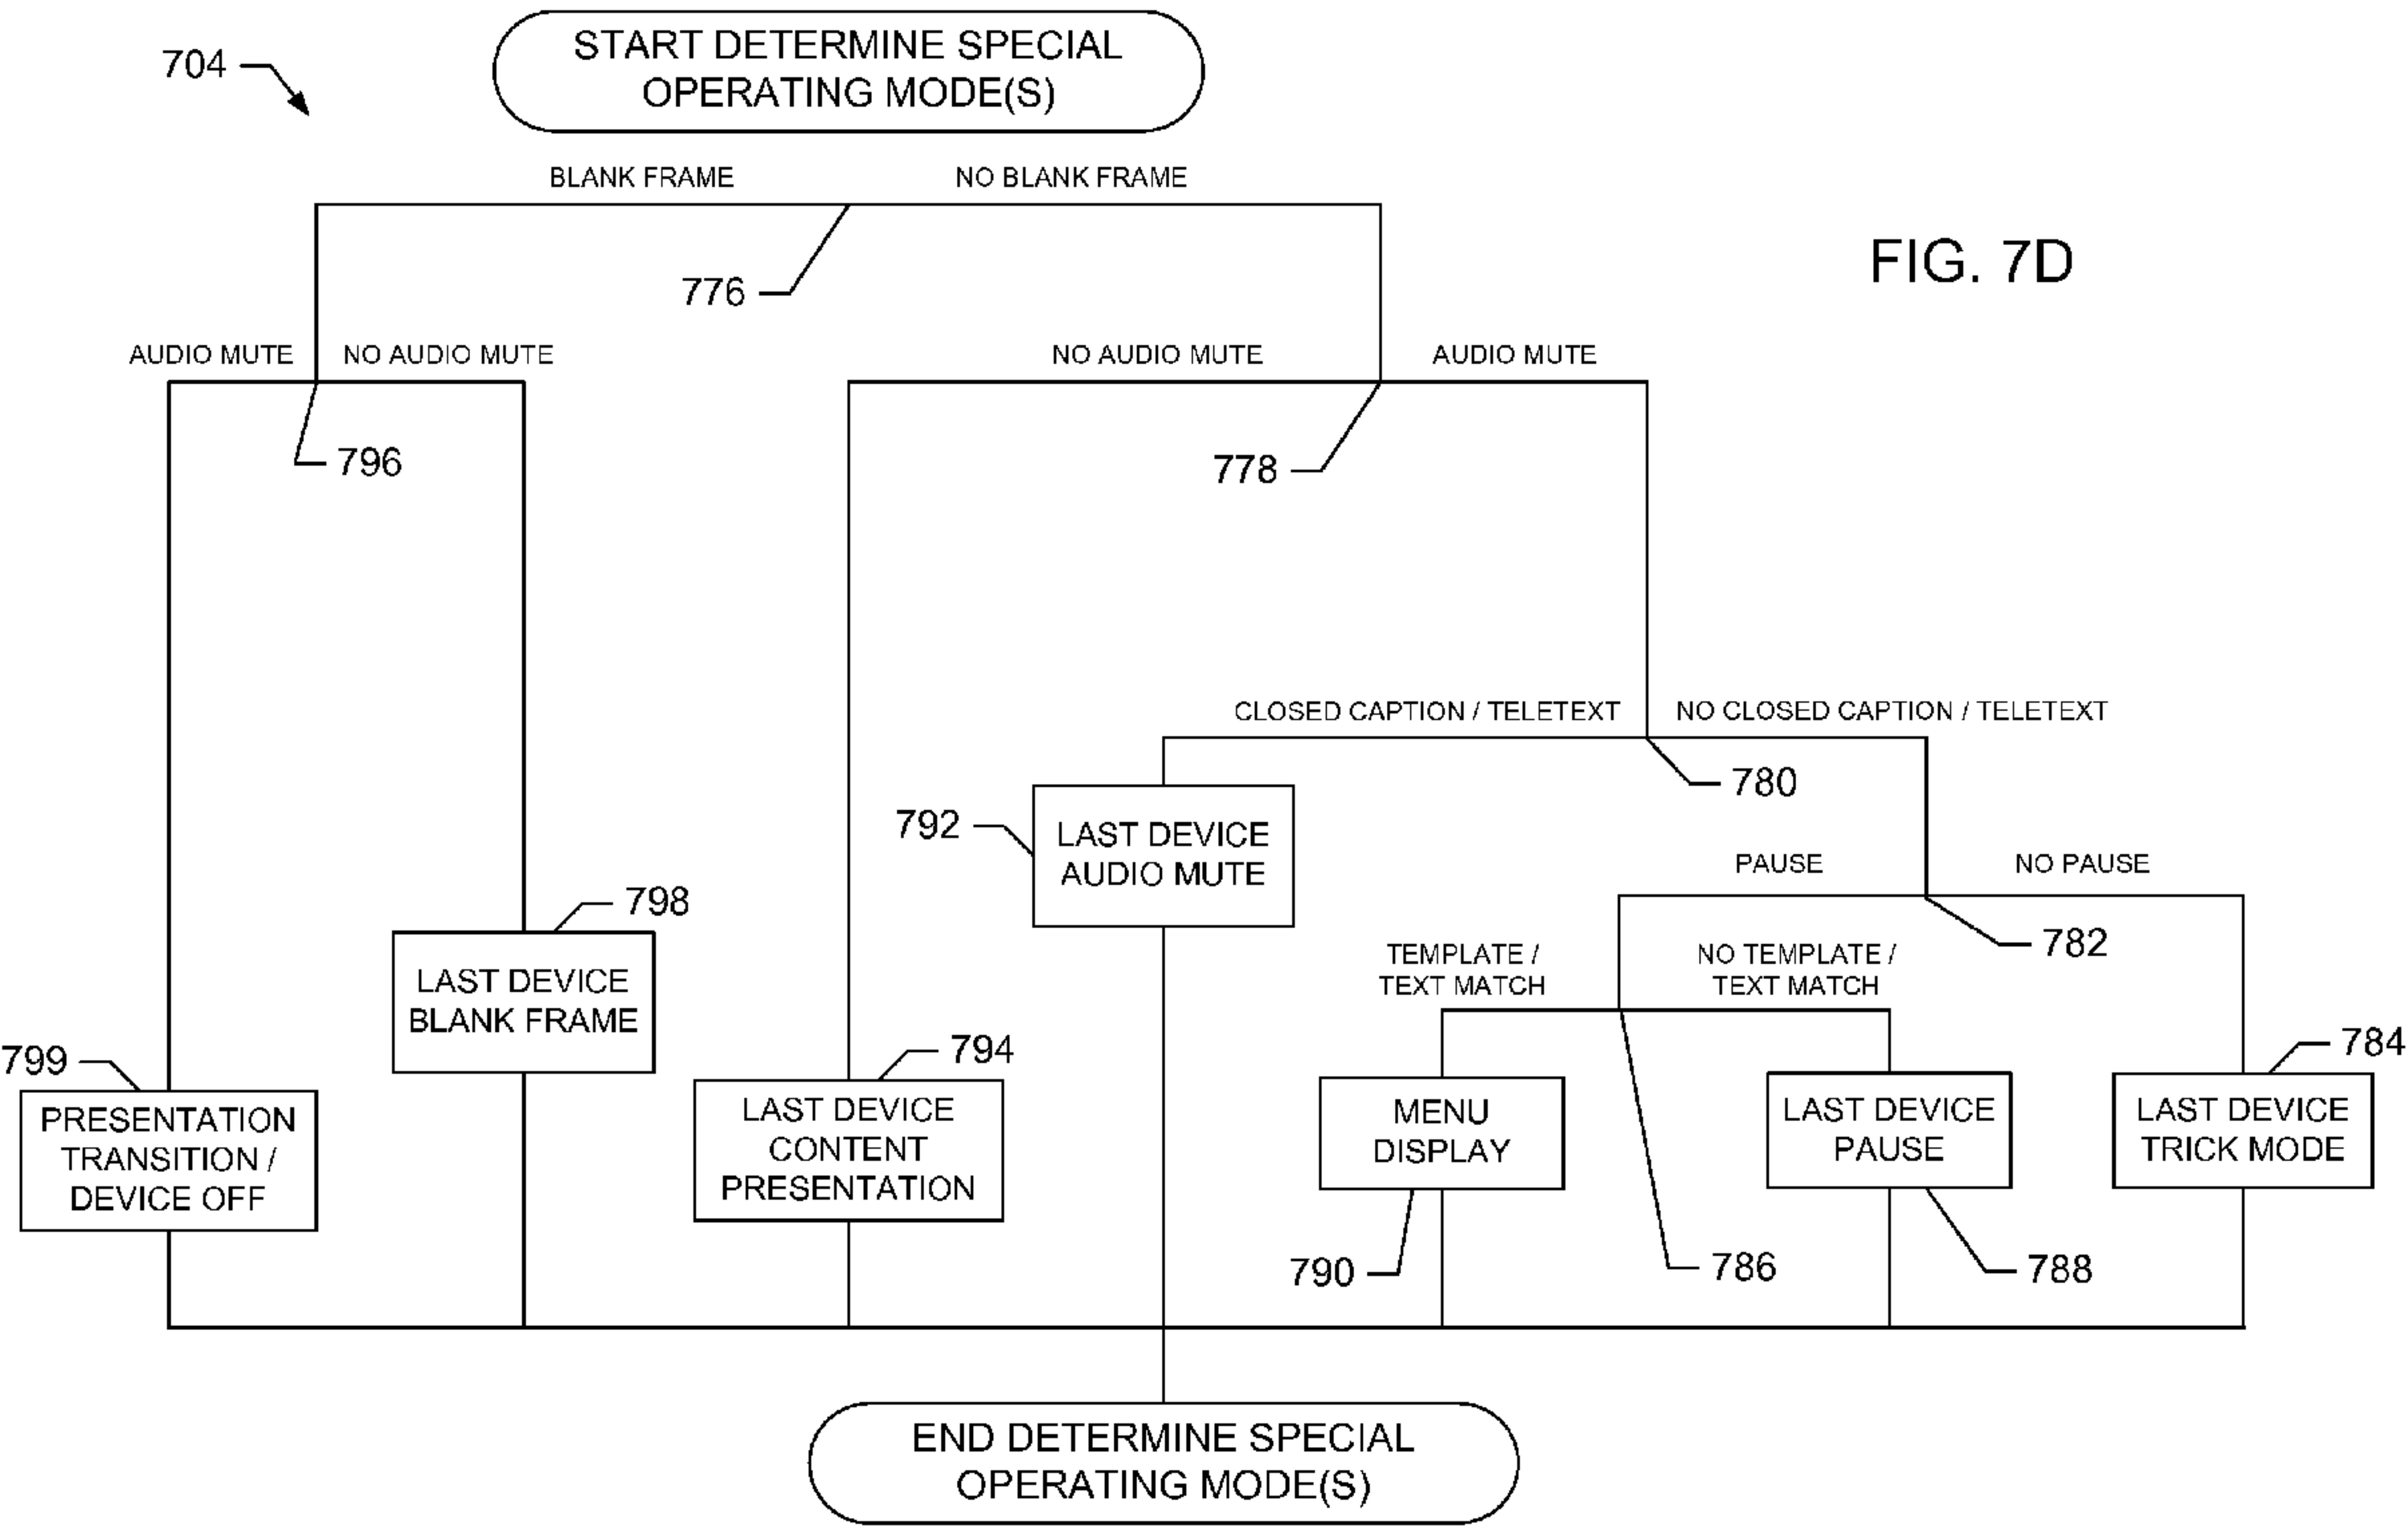 704
START DETERMINE SPECIAL
OPERATING MODE(S)
BLANK FRAME
NO BLANK FRAME
776
FIG. 7D
AUDIO MUTE
NO AUDIO MUTE
NO AUDIO MUTE
AUDIO MUTE
796
778
CLOSED CAPTION / TELETEXT
NO CLOSED CAPTION / TELETEXT
780
792
LAST DEVICE
AUDIO MUTE
PAUSE
NO PAUSE
798
LAST DEVICE
BLANK FRAME
782
TEMPLATE /
TEXT MATCH
NO TEMPLATE /
TEXT MATCH
799
PRESENTATION
TRANSITION /
DEVICE OFF
794
LAST DEVICE
CONTENT
PRESENTATION
MENU
DISPLAY
LAST DEVICE
PAUSE
784
LAST DEVICE
TRICK MODE
790
786
788
END DETERMINE SPECIAL
OPERATING MODE(S)